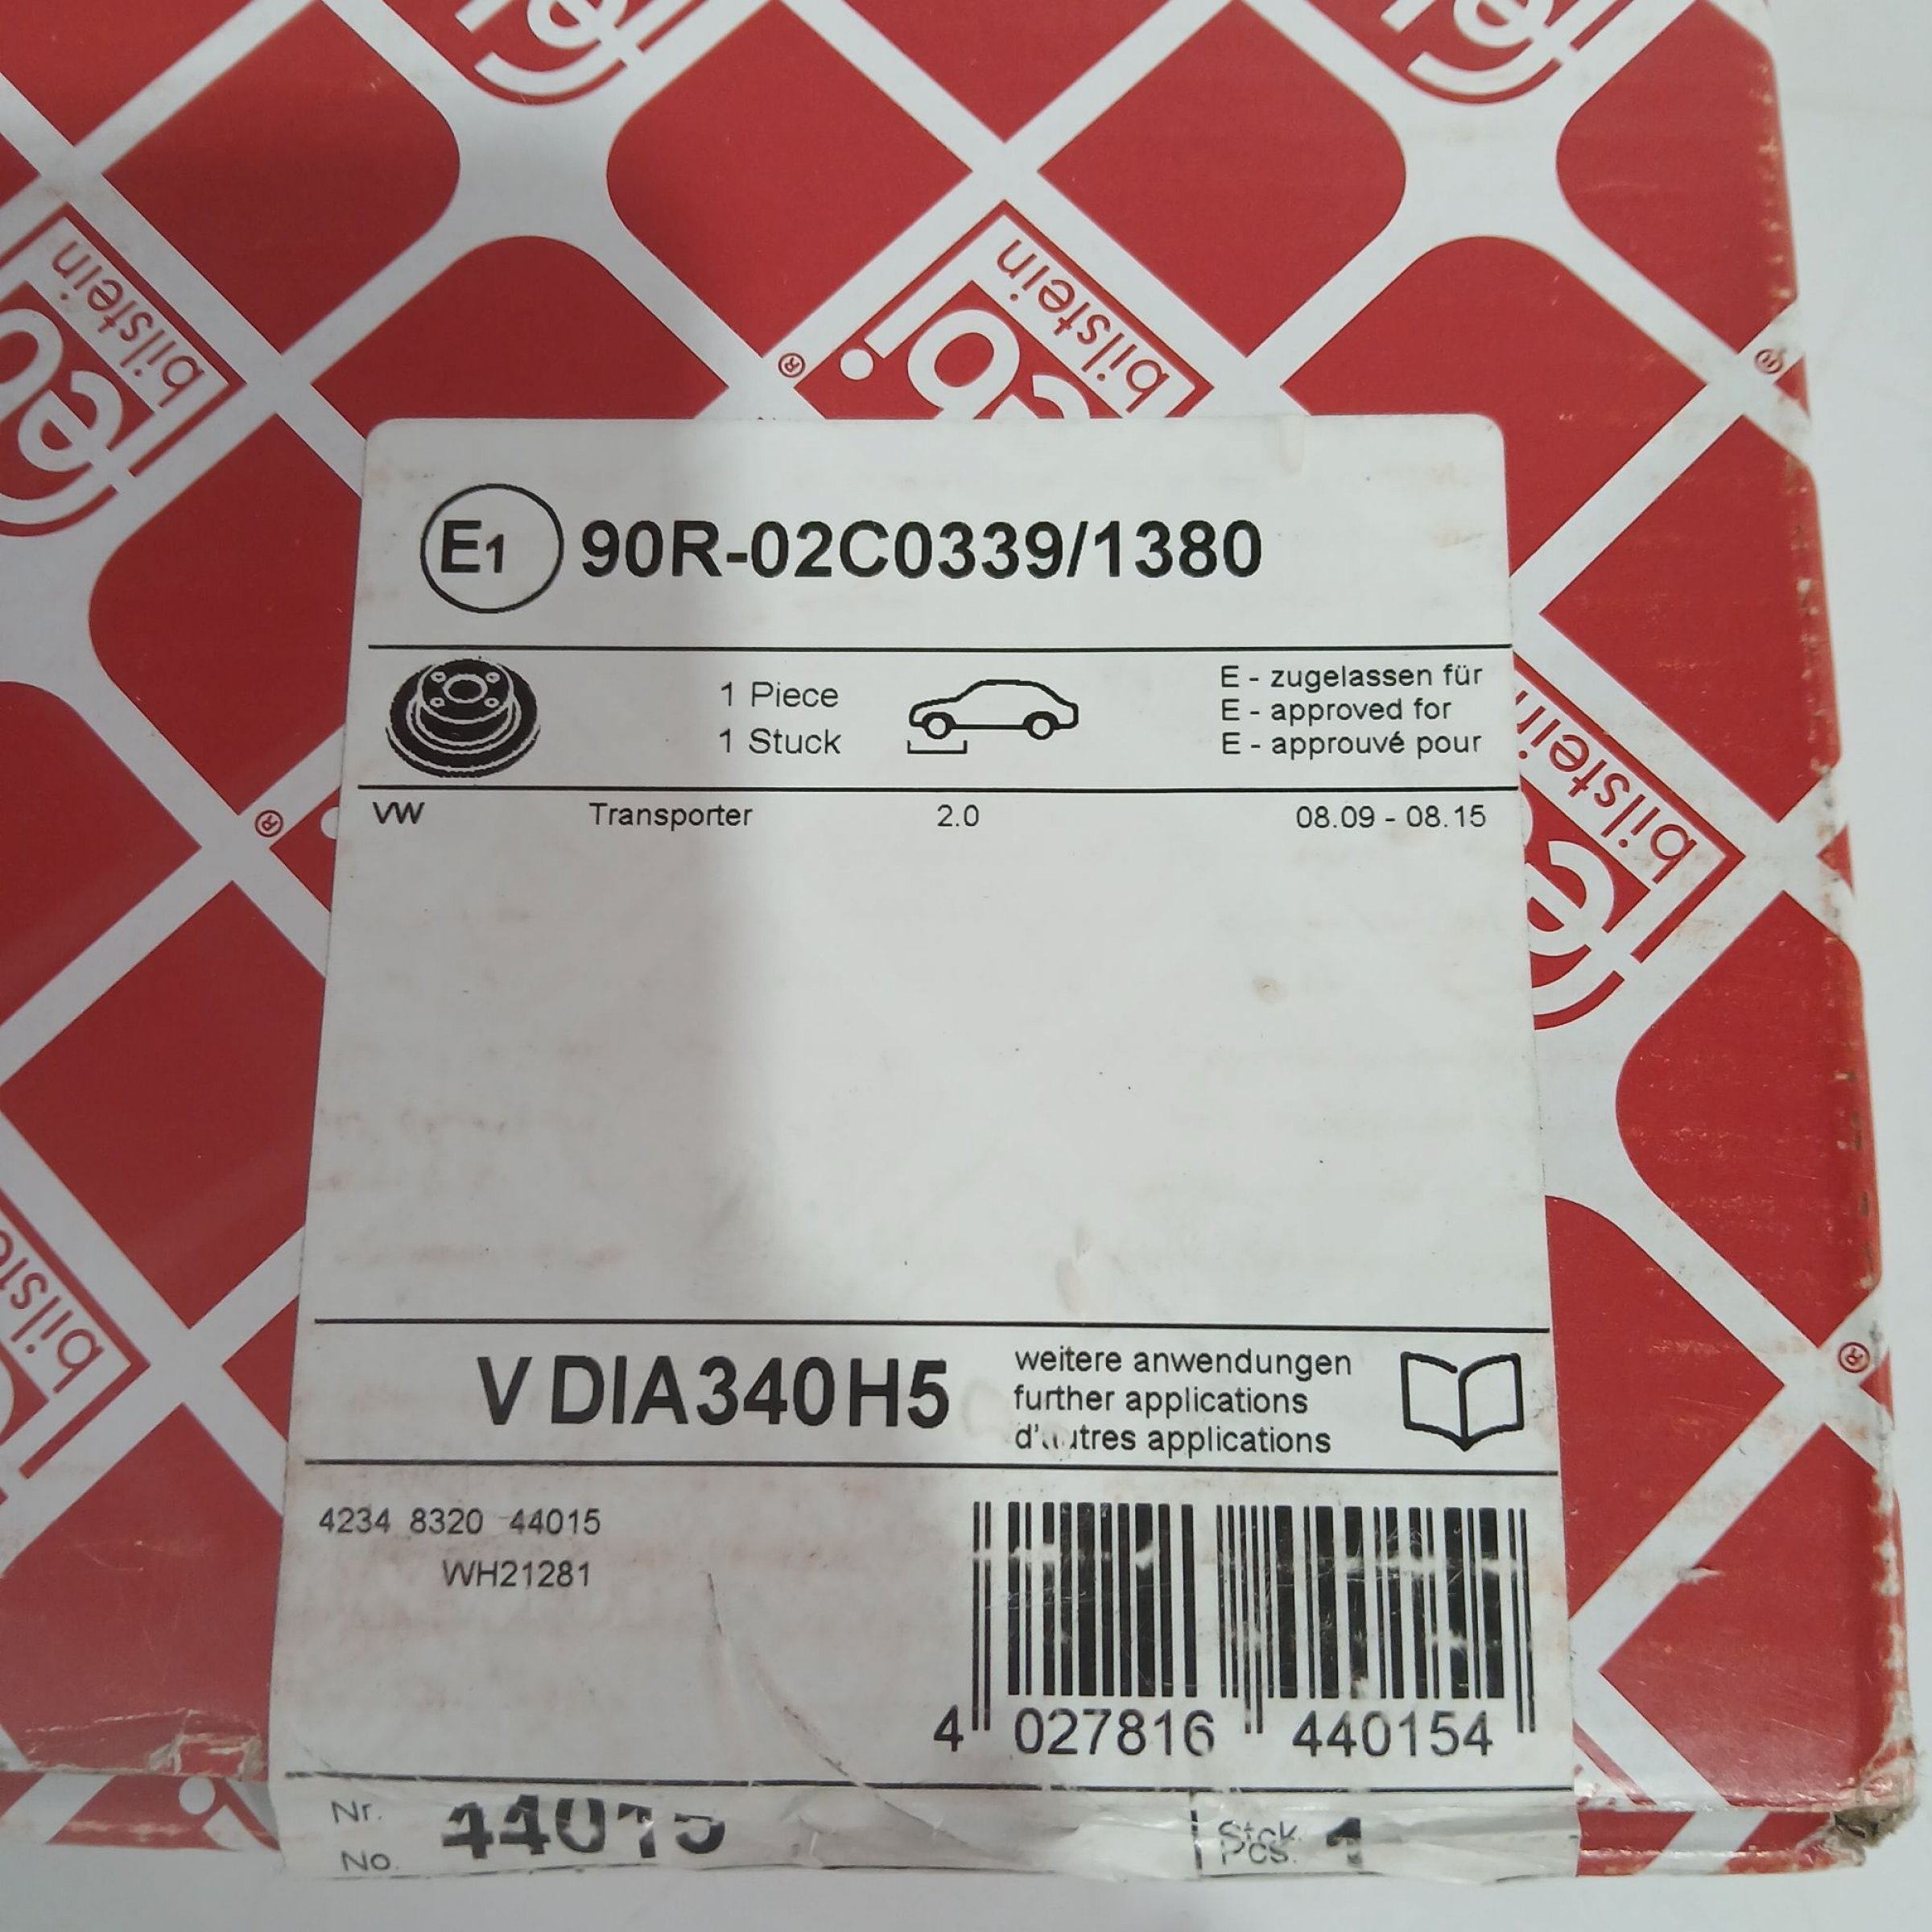 bilstein
bilstein
E1 90R-02C0339/1380
1 Piece
1 Stuck
E - zugelassen für
E - approved for
E - approuvé pour
VW Transporter 2.0 08.09 - 08.15
bilstein
V DIA340H5
weitere anwendungen
further applications
applications
4234 8320 44015
WH21281
4 027816 440154
Nr. 44015
No.
Stck. 1
Pcs.